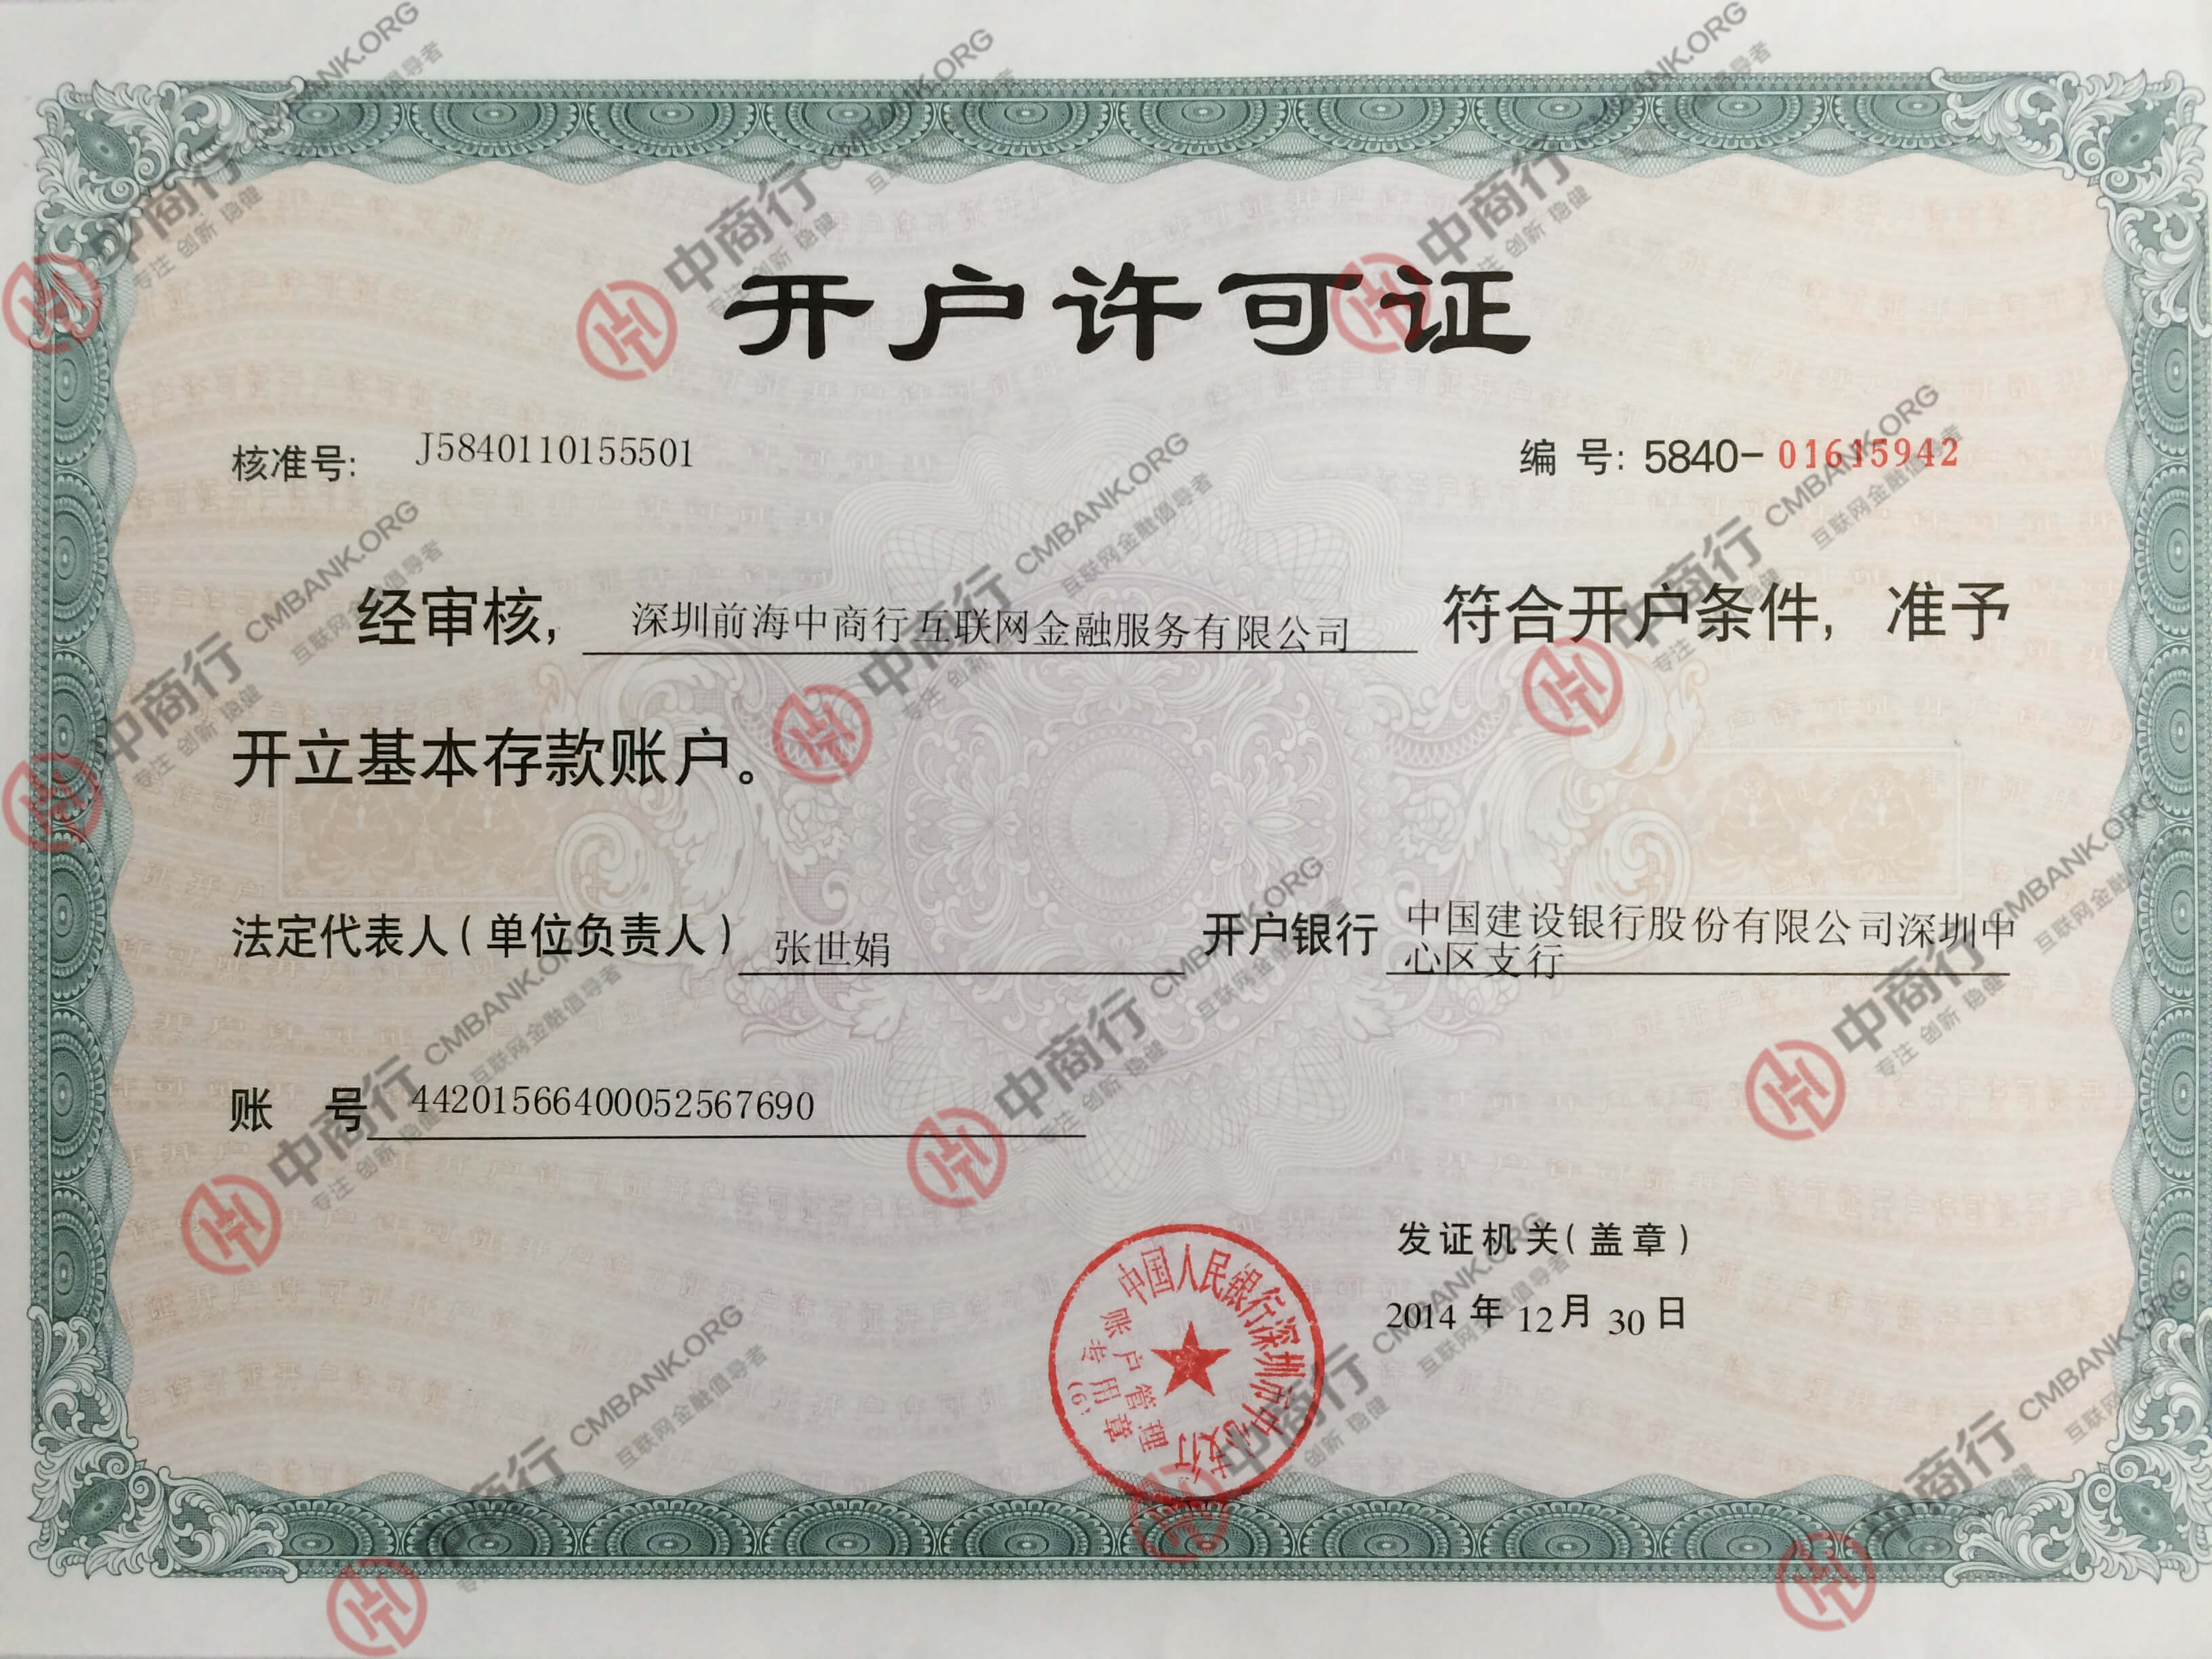 开户许可证
核准号: J5840110155501 编 号: 5840-01615942
经审核, 深圳前海中商行互联网金融服务有限公司 符合开户条件, 准予
开立基本存款账户。
法定代表人(单位负责人) 张世娟 开户银行 中国建设银行股份有限公司深圳中
心区支行
账 号 44201566400052567690
发证机关(盖章)
2014 年 12 月 30 日
中国人民银行深圳市中心支行
账户管理
专用章
(6)
中商行 CMBANK.ORG
专注 创新 稳健 互联网金融倡导者